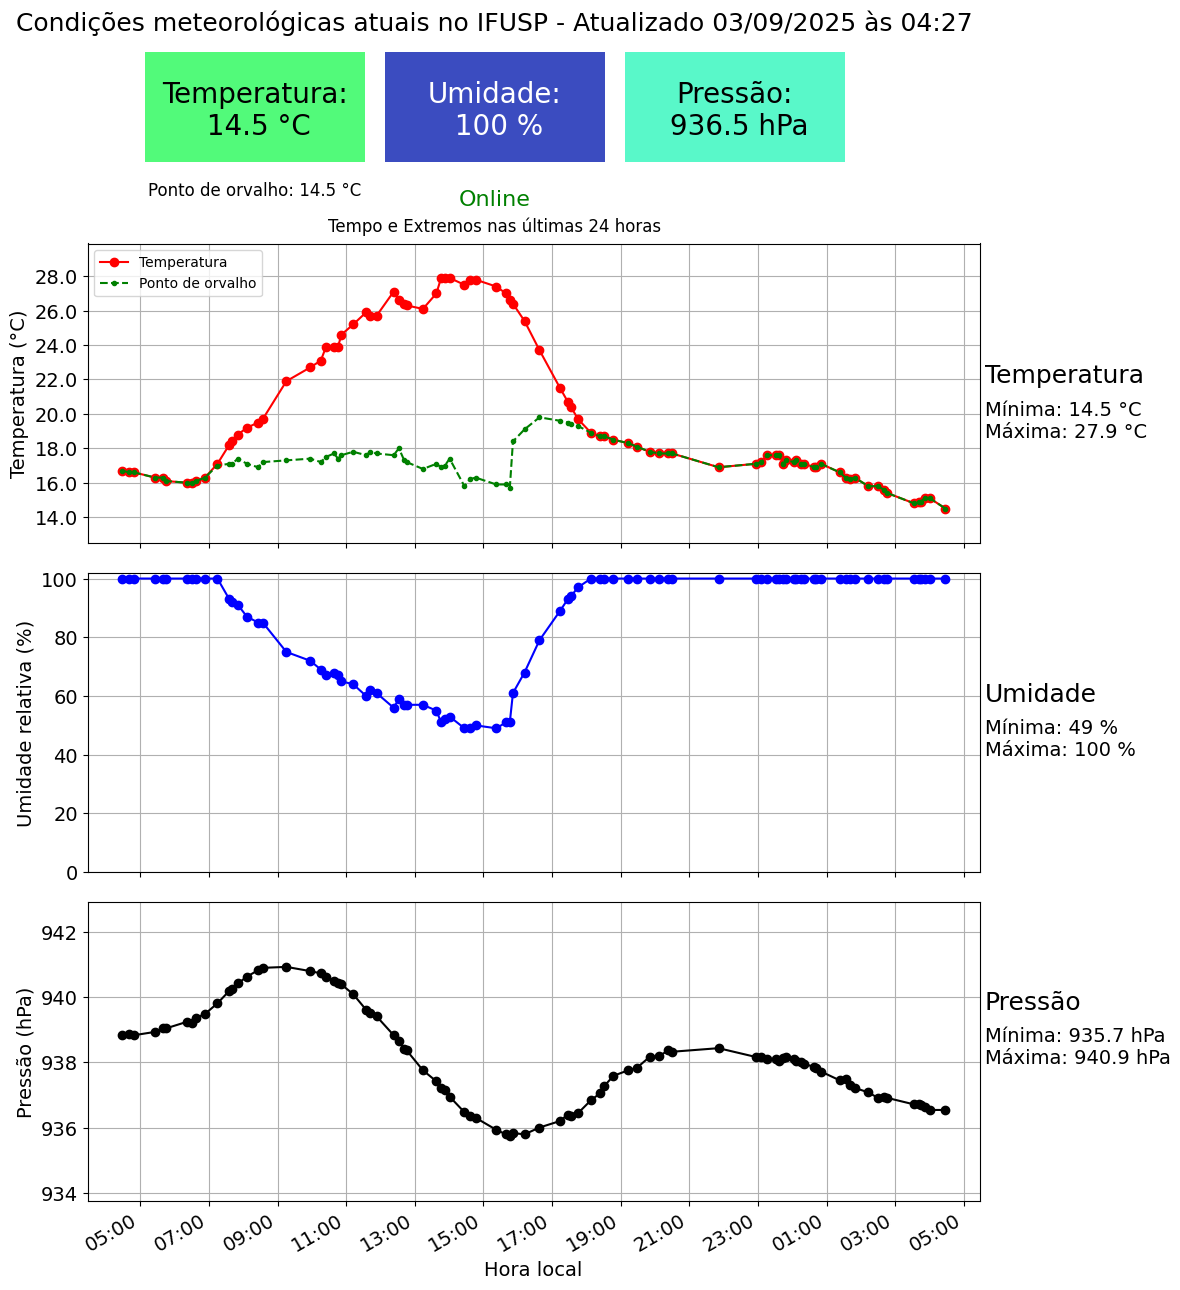 Condições meteorológicas atuais no IFUSP - Atualizado 03/09/2025 às 04:27
Temperatura:
14.5 °C
Umidade:
100 %
Pressão:
936.5 hPa
Ponto de orvalho: 14.5 °C
Online
Tempo e Extremos nas últimas 24 horas
Temperatura
Ponto de orvalho
Temperatura (°C)
28.0
26.0
24.0
22.0
20.0
18.0
16.0
14.0
Temperatura
Mínima: 14.5 °C
Máxima: 27.9 °C
Umidade relativa (%)
100
80
60
40
20
0
Umidade
Mínima: 49 %
Máxima: 100 %
Pressão (hPa)
942
940
938
936
934
Pressão
Mínima: 935.7 hPa
Máxima: 940.9 hPa
05:00
07:00
09:00
11:00
13:00
15:00
17:00
19:00
21:00
23:00
01:00
03:00
05:00
Hora local